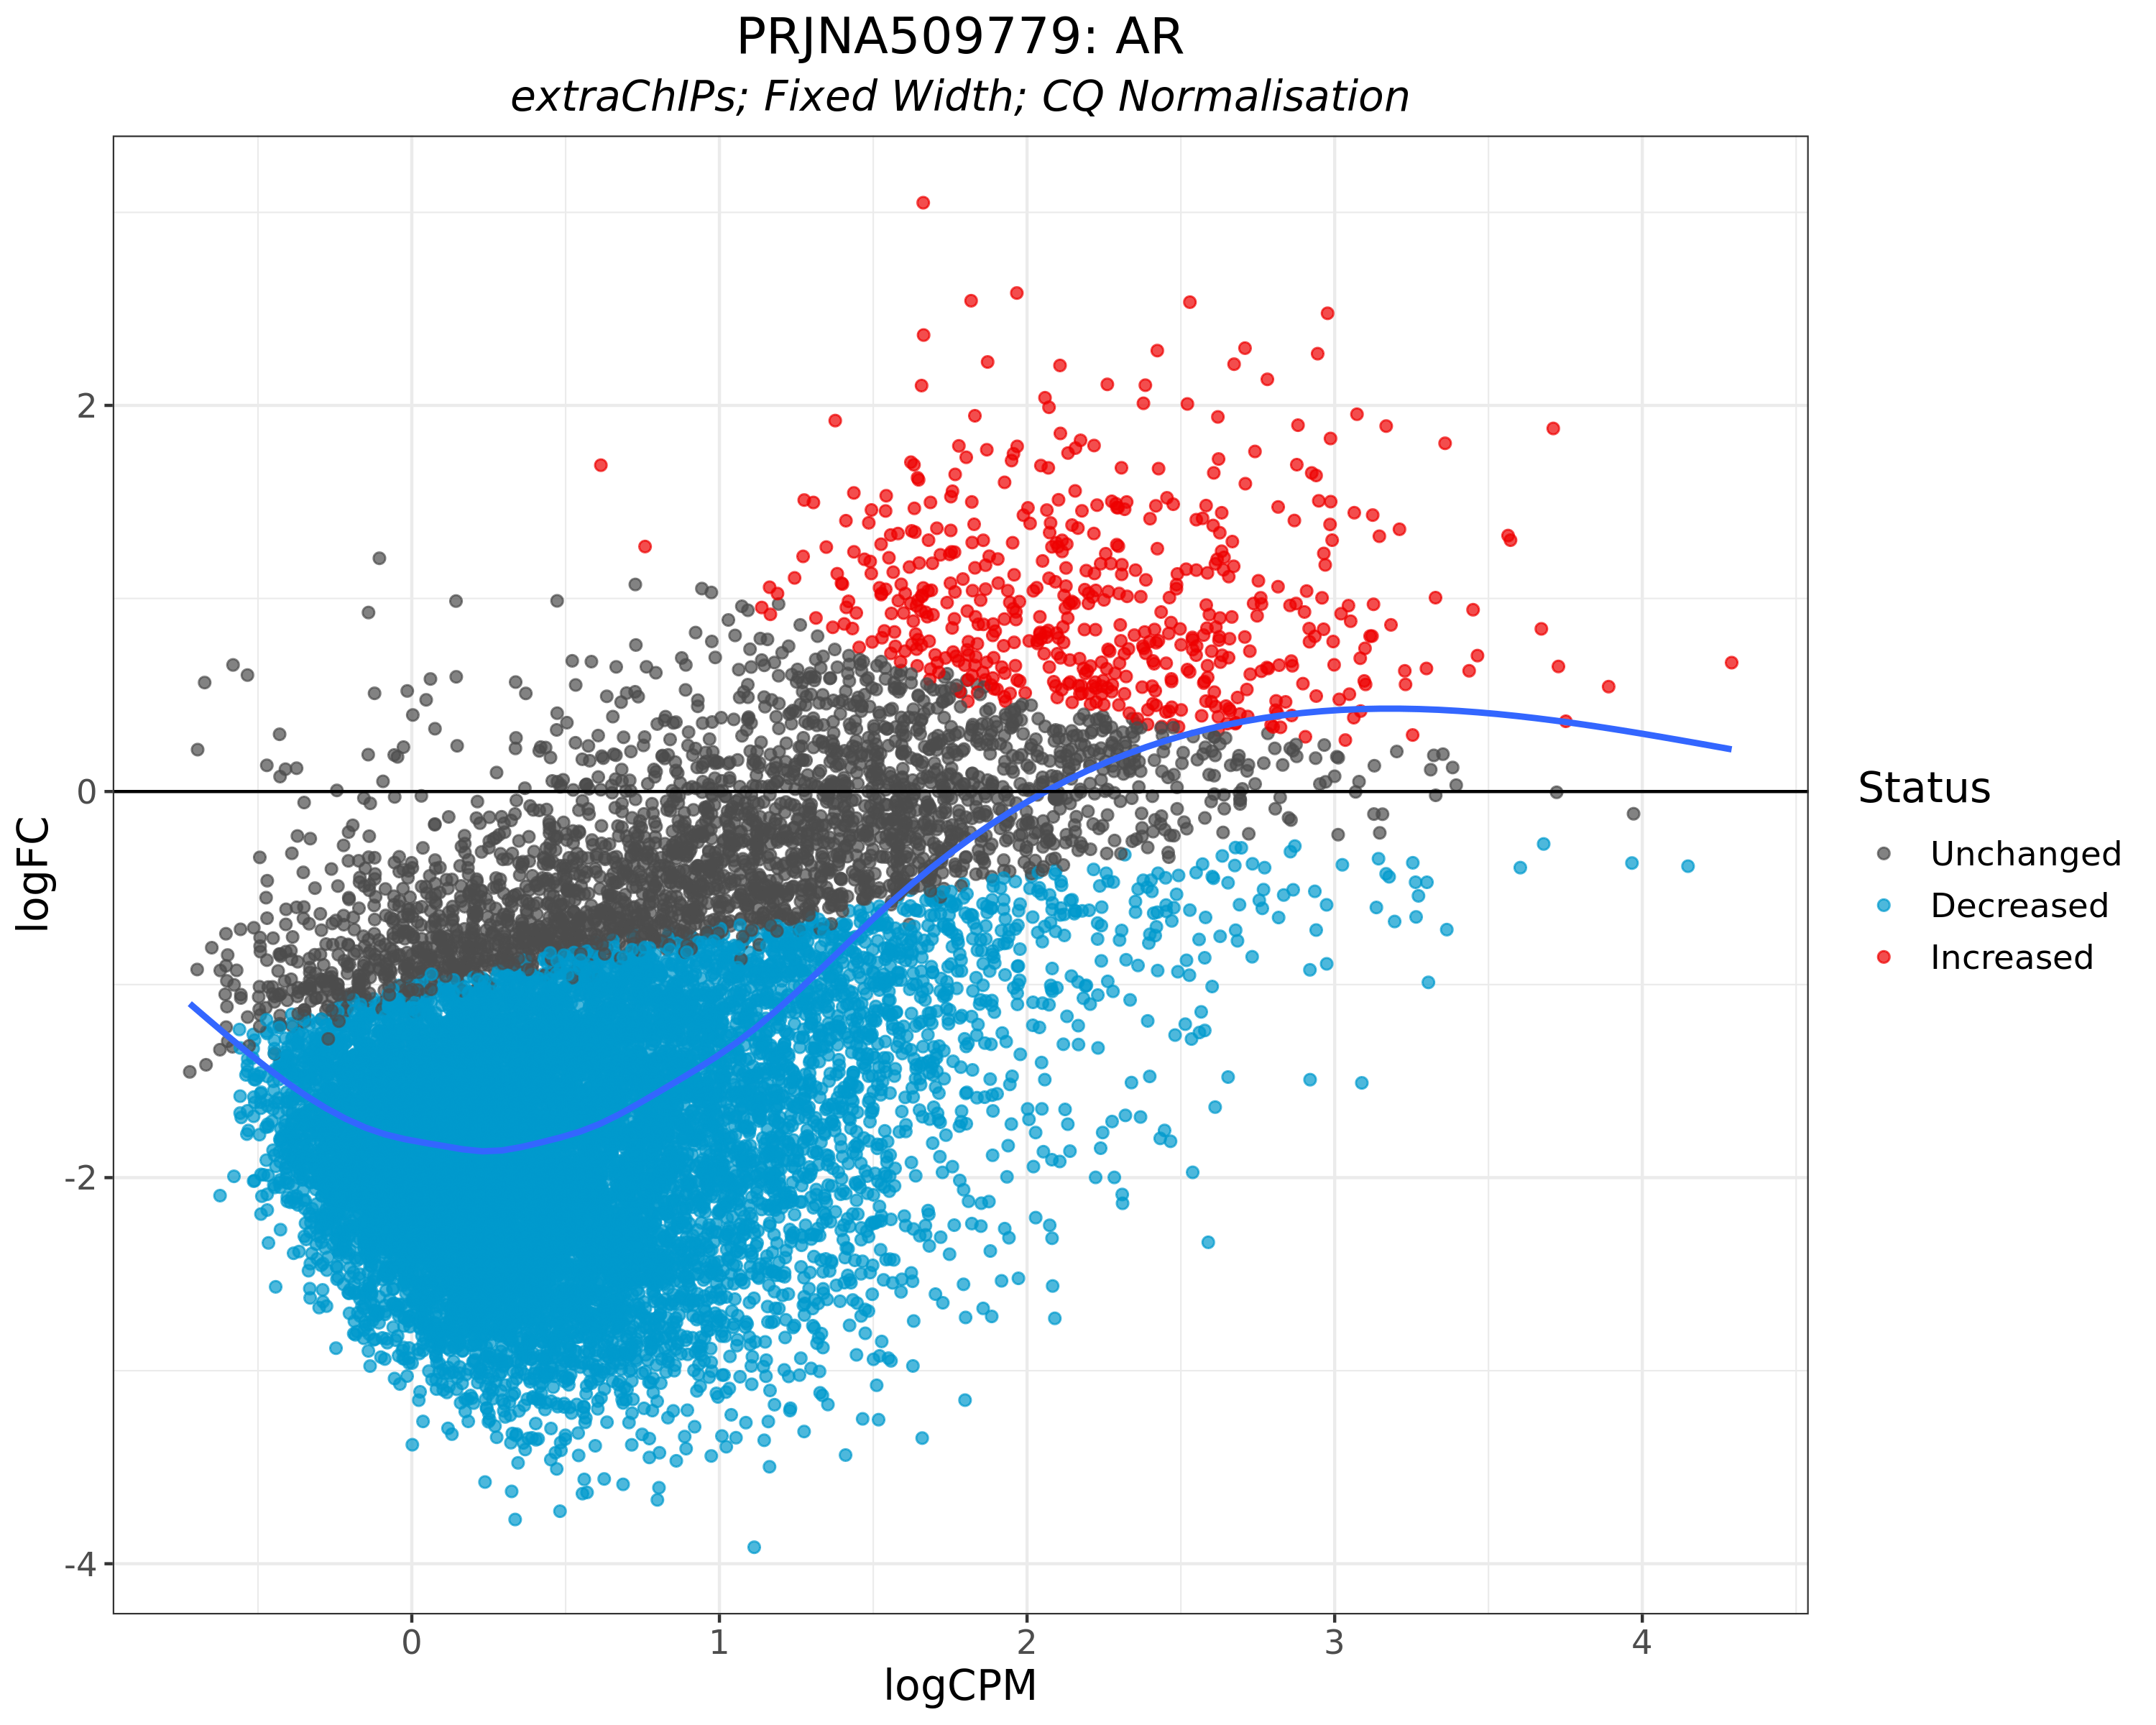 PRJNA509779: AR
extraChIPs; Fixed Width; CQ Normalisation
logFC
2
0
-2
-4
0 1 2 3 4
logCPM
Status
Unchanged
Decreased
Increased